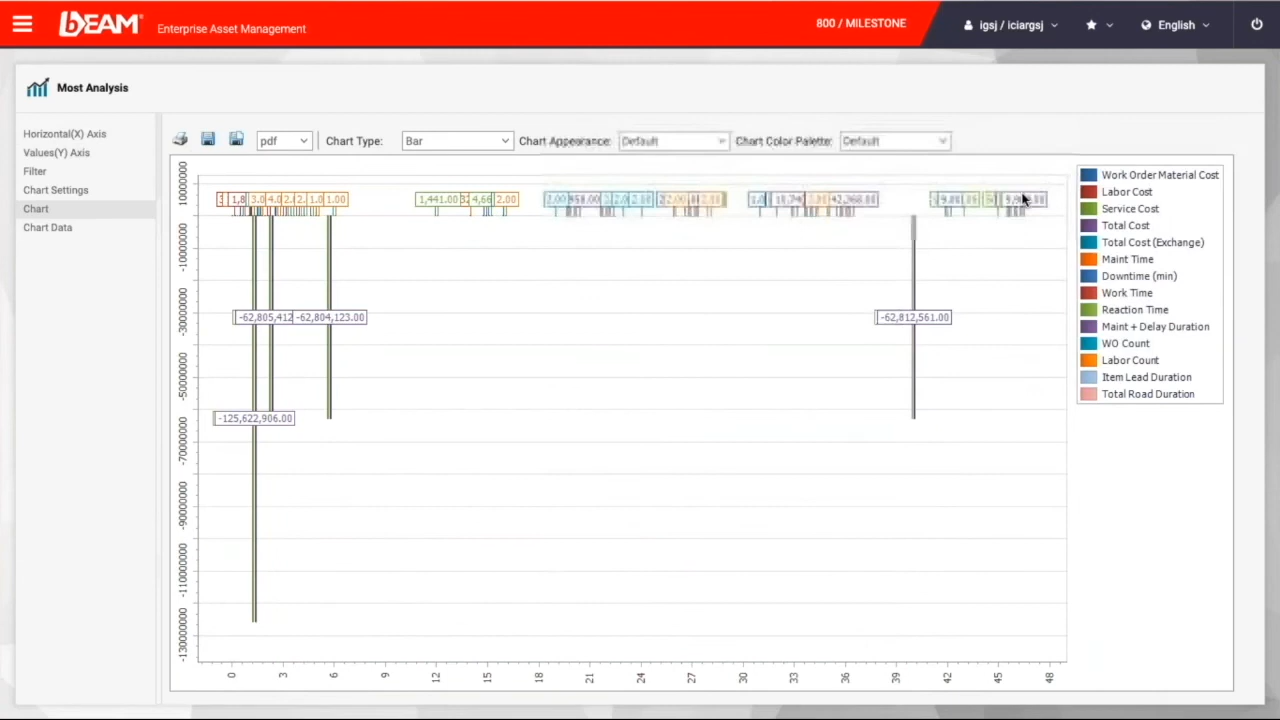 bEAM Enterprise Asset Management 800 / MILESTONE igsj / iciargsj English
Most Analysis
Horizontal(X) Axis
Values(Y) Axis
Filter
Chart Settings
Chart
Chart Data
pdf Chart Type: Bar Chart Appearance: Default Chart Color Palette: Default
10000000
-10000000
-30000000
-50000000
-70000000
-90000000
-110000000
-130000000
1,441.00 2.00
1.00
-62,805,412 -62,804,123.00 -62,812,561.00
-125,622,906.00
0 3 6 9 12 15 18 21 24 27 30 33 36 39 42 45 48
Work Order Material Cost
Labor Cost
Service Cost
Total Cost
Total Cost (Exchange)
Maint Time
Downtime (min)
Work Time
Reaction Time
Maint + Delay Duration
WO Count
Labor Count
Item Lead Duration
Total Road Duration